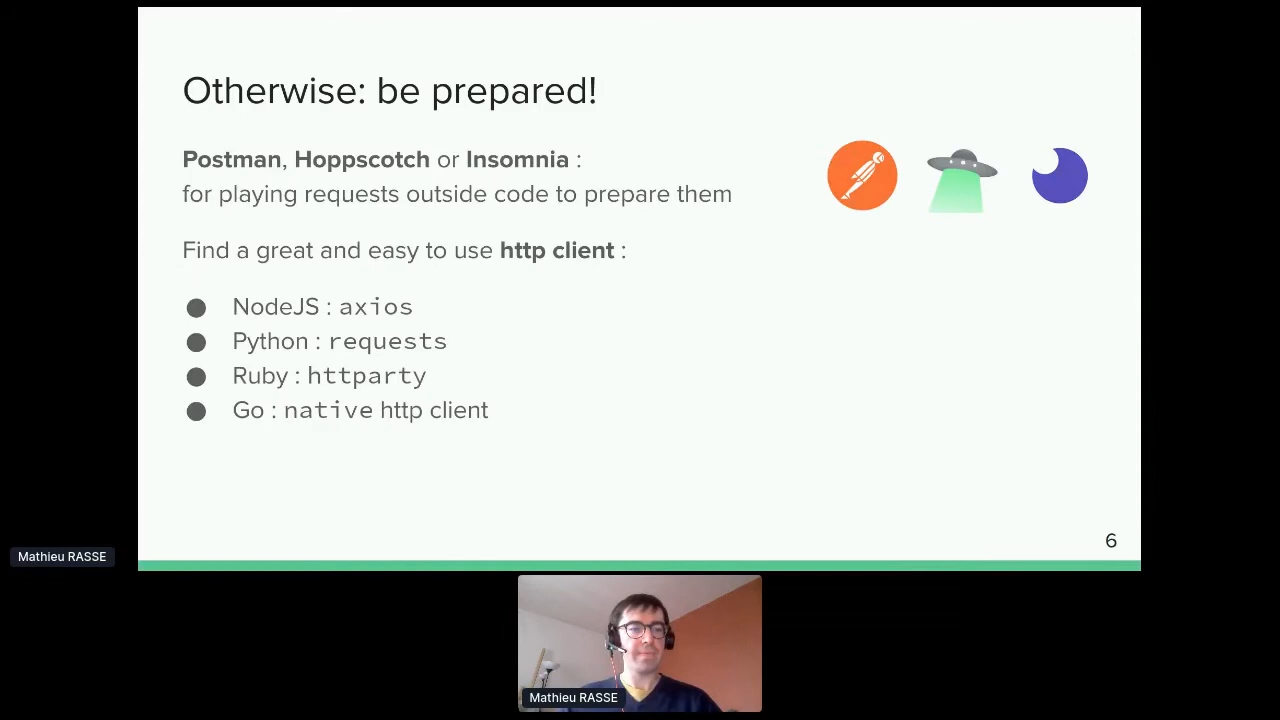 Otherwise: be prepared!
Postman, Hoppscotch or Insomnia :
for playing requests outside code to prepare them
Find a great and easy to use http client :
● NodeJS : axios
● Python : requests
● Ruby : httparty
● Go : native http client
6
Mathieu RASSE
Mathieu RASSE